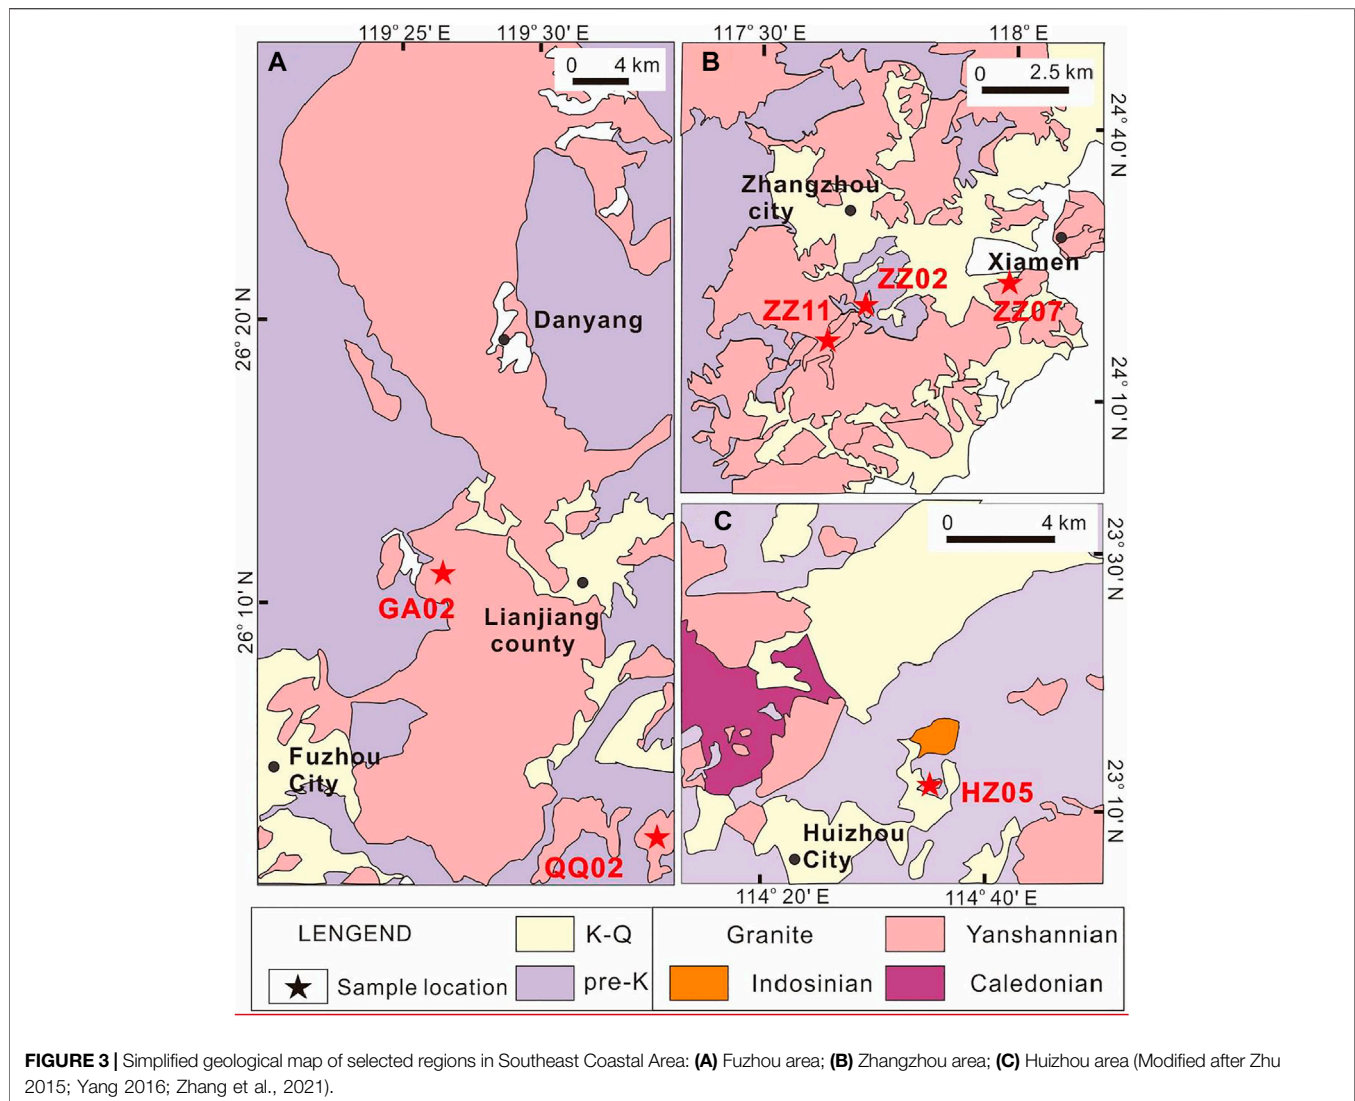 119° 25' E
119° 30' E
A
0 4 km
26° 20' N
Danyang
26° 10' N
GA02
Lianjiang
county
Fuzhou
City
QQ02
117° 30' E
118° E
B
0 2.5 km
24° 40' N
Zhangzhou
city
Xiamen
ZZ02
ZZ11
ZZ07
24° 10' N
C
0 4 km
23° 30' N
HZ05
23° 10' N
Huizhou
City
114° 20' E
114° 40' E
LENGEND
K-Q
Granite
Yanshannian
Sample location
pre-K
Indosinian
Caledonian
FIGURE 3 | Simplified geological map of selected regions in Southeast Coastal Area: (A) Fuzhou area; (B) Zhangzhou area; (C) Huizhou area (Modified after Zhu
2015; Yang 2016; Zhang et al., 2021).